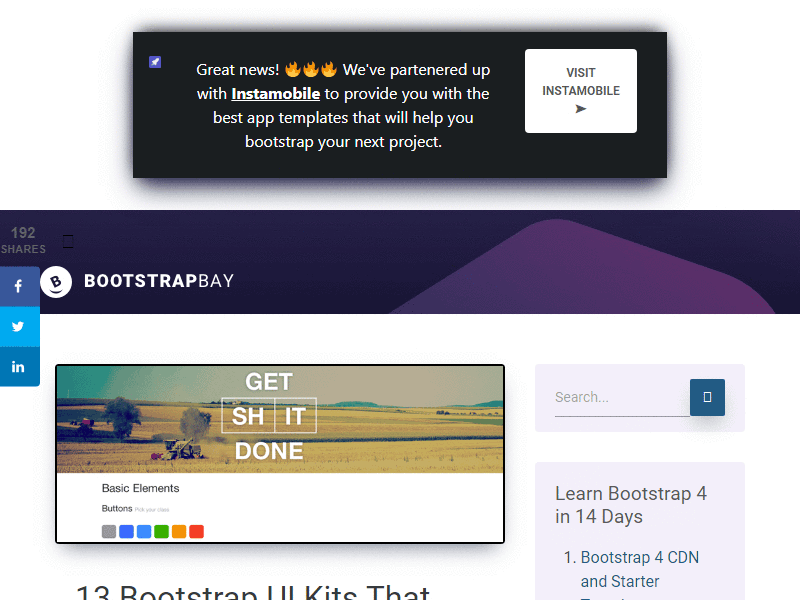 Great news! 🔥🔥🔥 We've partenered up
with Instamobile to provide you with the
best app templates that will help you
bootstrap your next project.
VISIT
INSTAMOBILE
➤
192
SHARES
B BOOTSTRAPBAY
GET
SH IT
DONE
Basic Elements
Buttons Pick your class
Search...
Learn Bootstrap 4
in 14 Days
1. Bootstrap 4 CDN
and Starter
13 Bootstrap UI Kits That